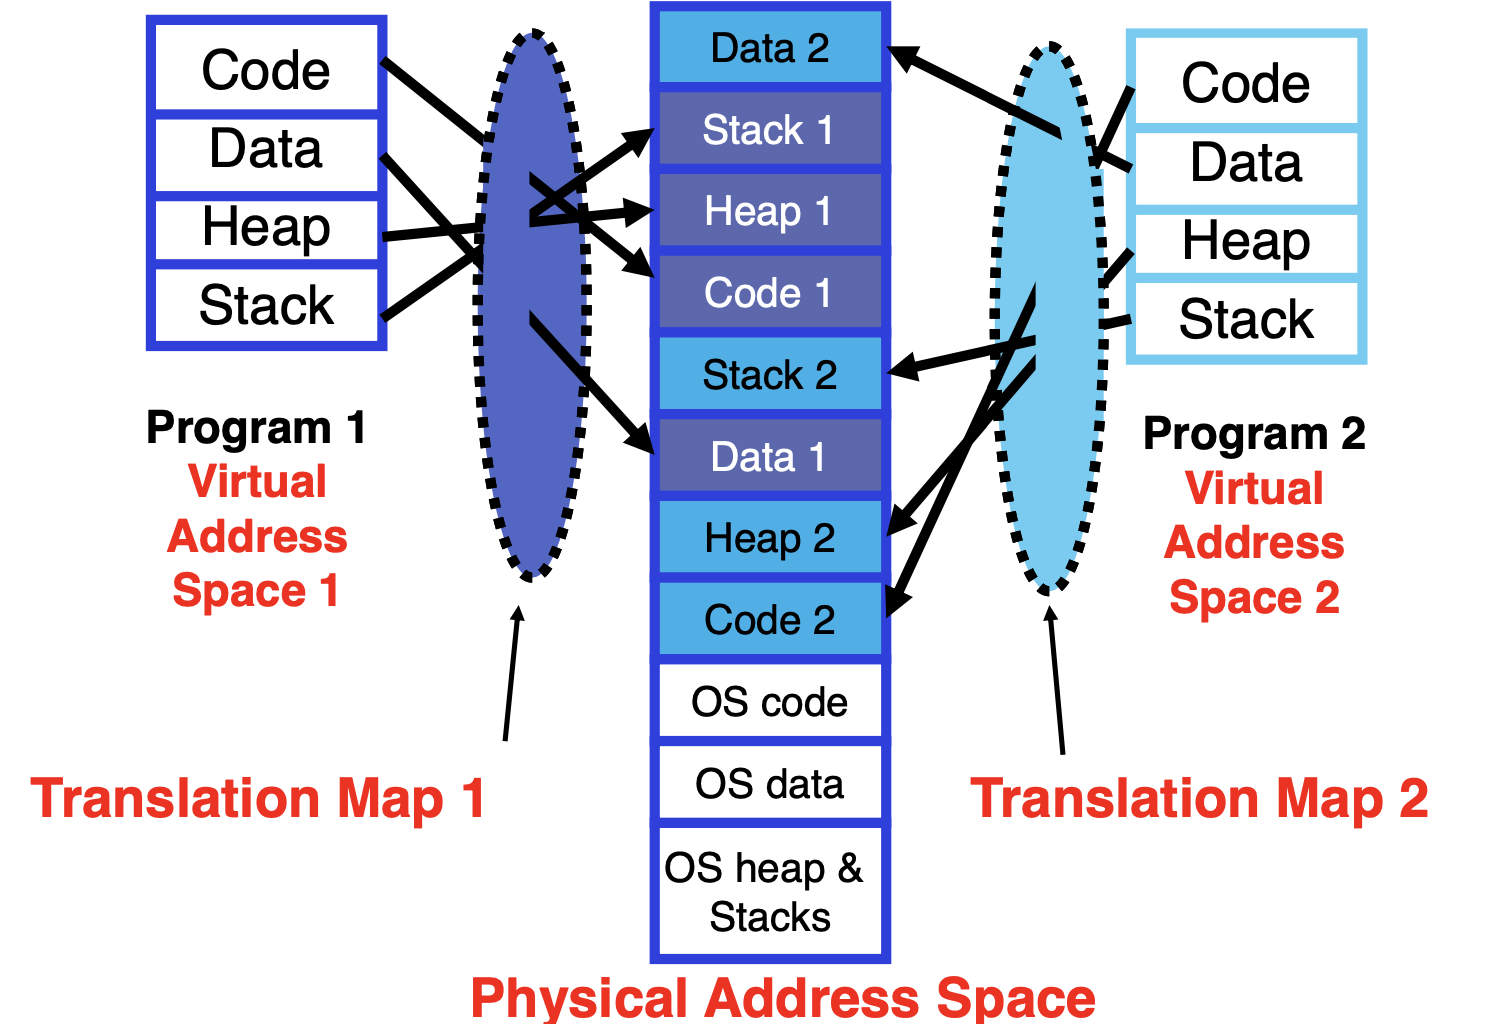 Code
Data
Heap
Stack
Program 1
Virtual
Address
Space 1
Translation Map 1
Data 2
Stack 1
Heap 1
Code 1
Stack 2
Data 1
Heap 2
Code 2
OS code
OS data
OS heap &
Stacks
Physical Address Space
Code
Data
Heap
Stack
Program 2
Virtual
Address
Space 2
Translation Map 2